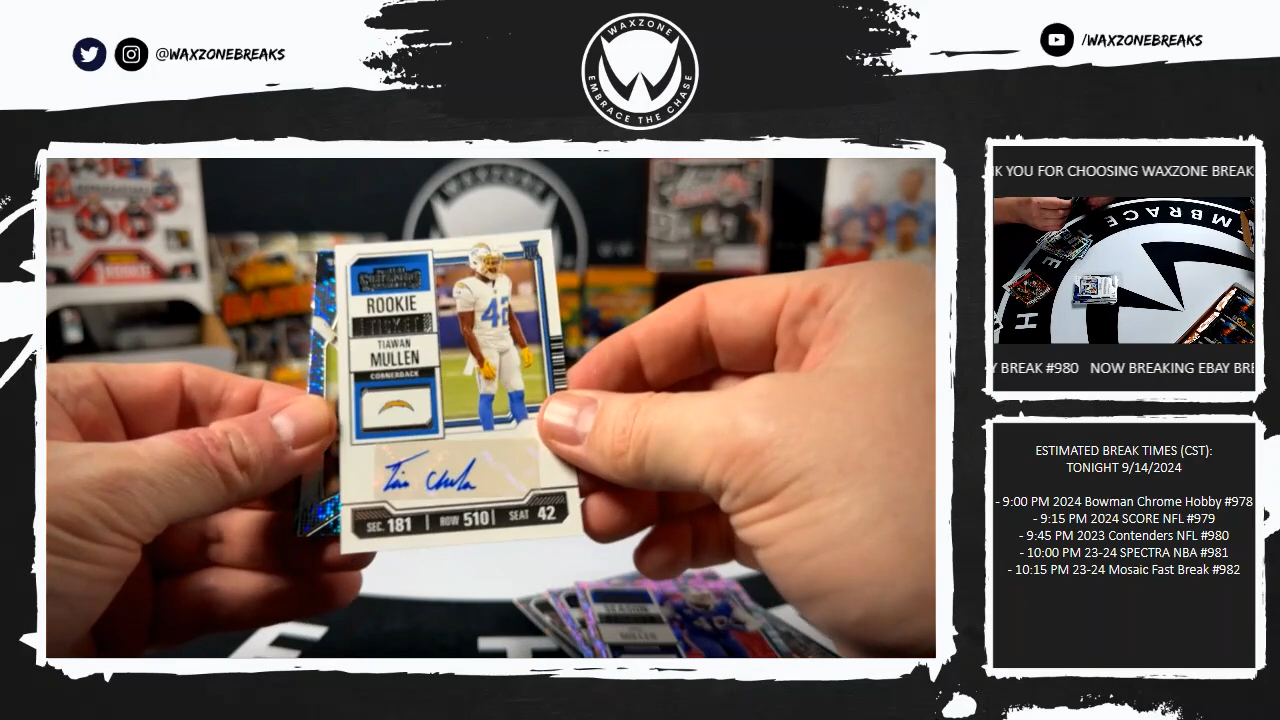 @WAXZONEBREAKS
WAXZONE
EMBRACE THE CHASE
/WAXZONEBREAKS
WAXZONE
ROOKIE
TICKET
TIAWAN
MULLEN
CORNERBACK
42
SEC. 181 | ROW 510 | SEAT 42
SEASON
MILLER
K YOU FOR CHOOSING WAXZONE BREAK
MBRACE
H
Y BREAK #980 NOW BREAKING EBAY BRE
ESTIMATED BREAK TIMES (CST):
TONIGHT 9/14/2024
- 9:00 PM 2024 Bowman Chrome Hobby #978
- 9:15 PM 2024 SCORE NFL #979
- 9:45 PM 2023 Contenders NFL #980
- 10:00 PM 23-24 SPECTRA NBA #981
- 10:15 PM 23-24 Mosaic Fast Break #982